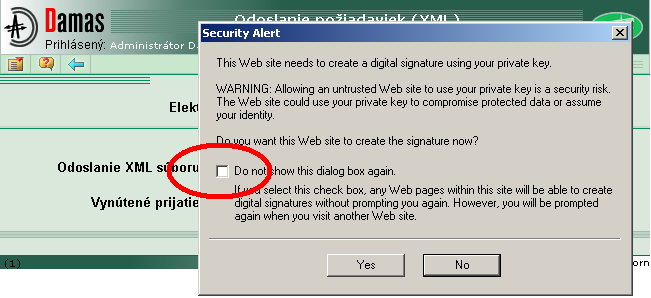 Damas
Odoslanie požiadaviek (XML)
Prihlásený: Administrátor D
Security Alert
This Web site needs to create a digital signature using your private key.
WARNING: Allowing an untrusted Web site to use your private key is a security risk.
The Web site could use your private key to compromise protected data or assume
your identity.
Do you want this Web site to create the signature now?
Elekt
Odoslanie XML súboru
Do not show this dialog box again.
If you select this check box, any Web pages within this site will be able to create
digital signatures without prompting you again. However, you will be prompted
again when you visit another Web site.
Vynútené prijatie
Yes
No
(1)
orn